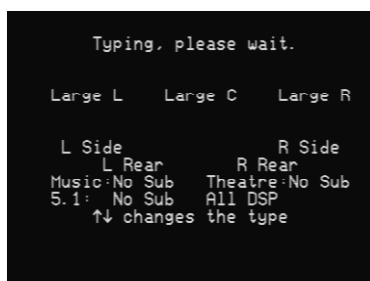 Typing, please wait.
Large L Large C Large R
L Side R Side
L Rear R Rear
Music:No Sub Theatre:No Sub
5.1: No Sub All DSP
↑↓ changes the type